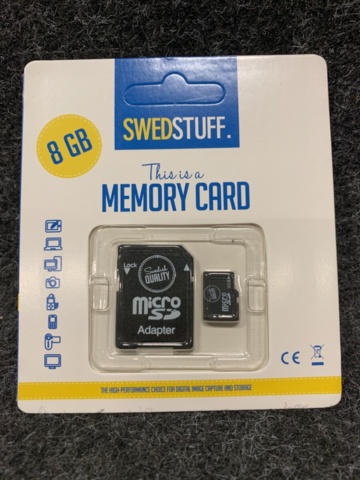 SWEDSTUFF.
8 GB
This is a
MEMORY CARD
Lock
Swedish
QUALITY
micro
SD
Adapter
CE
THE HIGH-PERFORMANCE CHOICE FOR DIGITAL IMAGE CAPTURE AND STORAGE